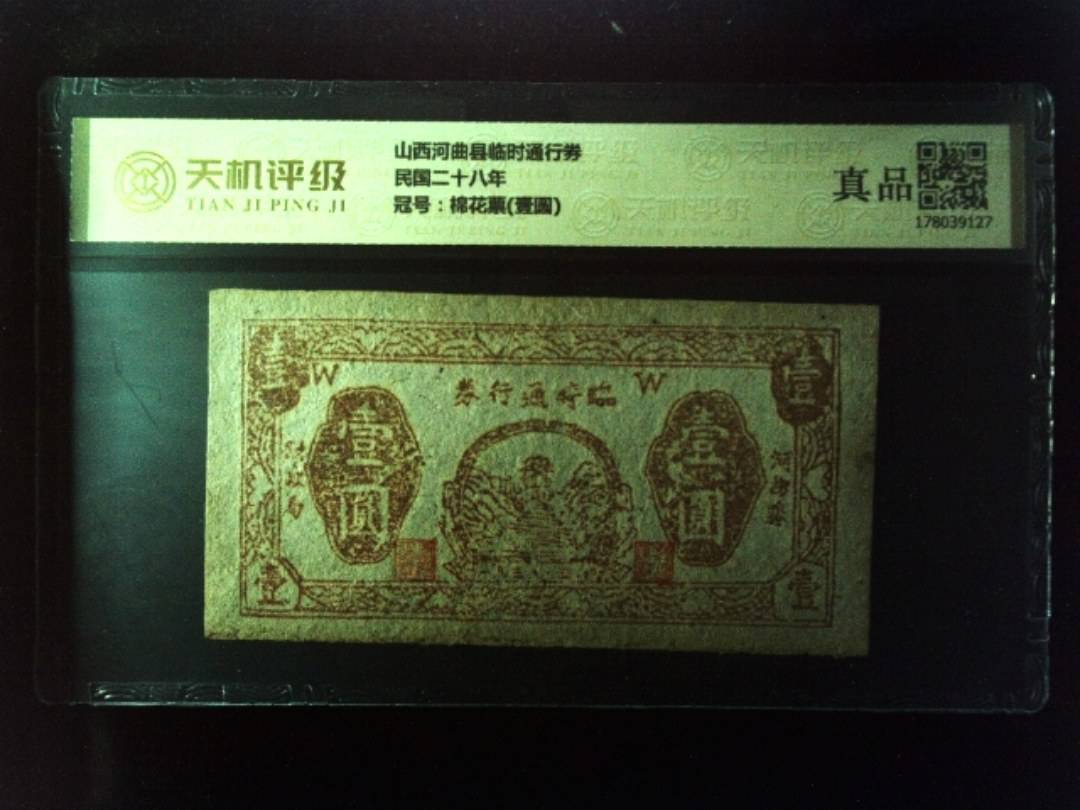 天机评级
TIAN JI PING JI
山西河曲县临时通行券
民国二十八年
冠号：棉花票(壹圆)
真品
178039127
壹
W
券行通時臨
W
壹
壹圓
壹圓
壹
壹